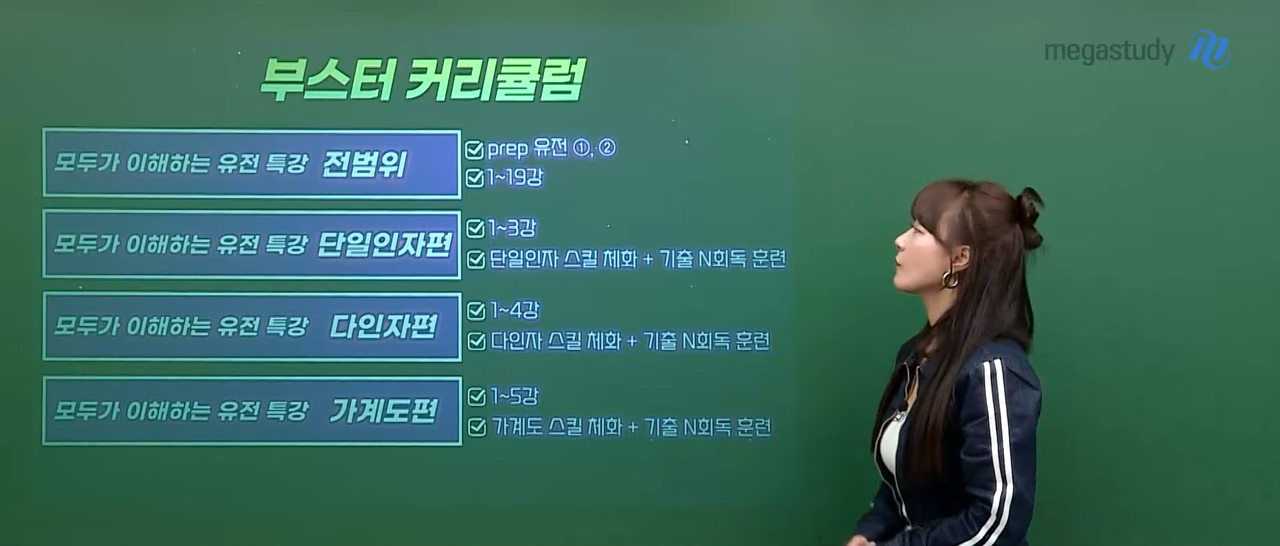 megastudy
부스터 커리큘럼
모두가 이해하는 유전 특강 전범위
prep 유전 ①, ②
1~19강
모두가 이해하는 유전 특강 단일인자편
1~3강
단일인자 스킬 체화 + 기출 N회독 훈련
모두가 이해하는 유전 특강 다인자편
1~4강
다인자 스킬 체화 + 기출 N회독 훈련
모두가 이해하는 유전 특강 가계도편
1~5강
가계도 스킬 체화 + 기출 N회독 훈련